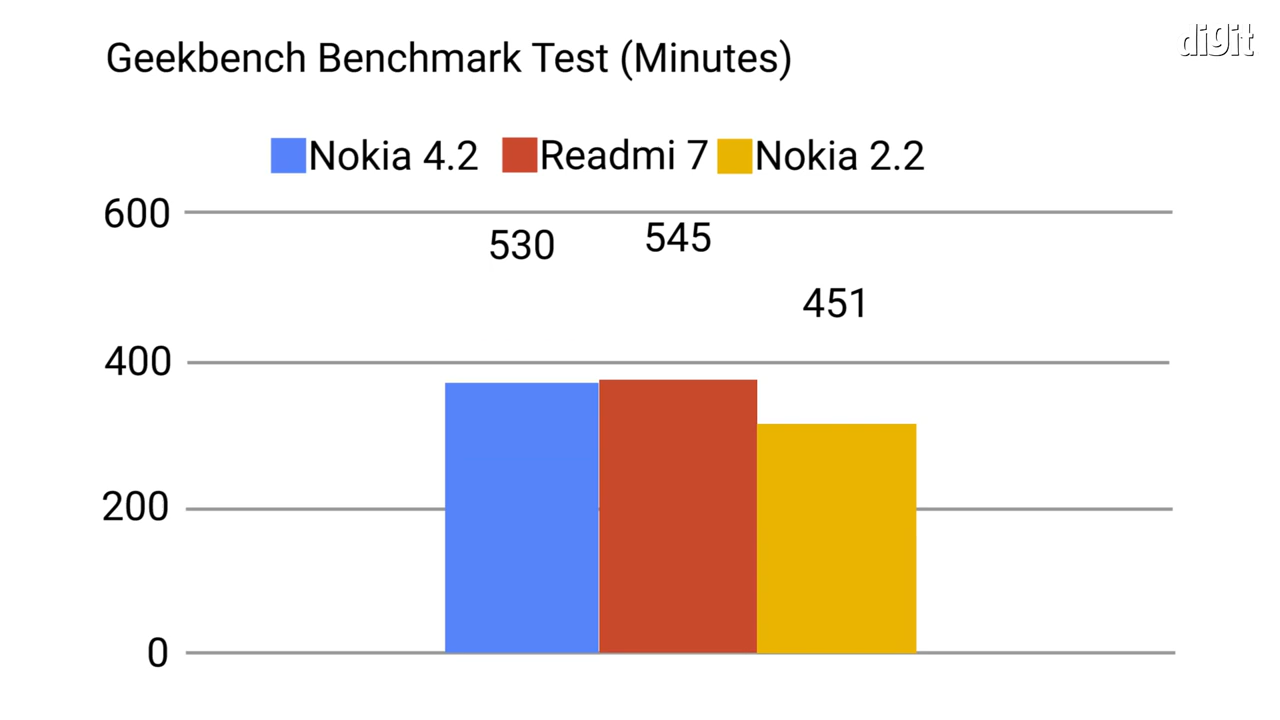 digit
Geekbench Benchmark Test (Minutes)
Nokia 4.2 Readmi 7 Nokia 2.2
600
530 545
451
400
200
0